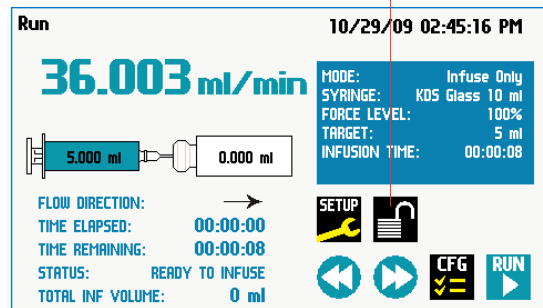 Run
10/29/09 02:45:16 PM
36.003 ml/min
MODE: Infuse Only
SYRINGE: KDS Glass 10 ml
FORCE LEVEL: 100%
TARGET: 5 ml
INFUSION TIME: 00:00:08
5.000 ml
0.000 ml
FLOW DIRECTION:
TIME ELAPSED: 00:00:00
TIME REMAINING: 00:00:08
STATUS: READY TO INFUSE
TOTAL INF VOLUME: 0 ml
SETUP
CFG
RUN